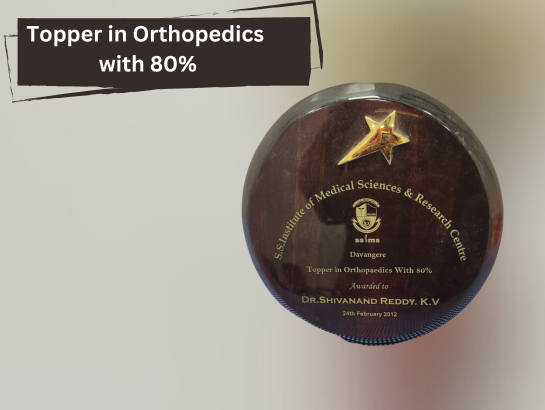 Topper in Orthopedics
with 80%
S.S.Institute of Medical Sciences & Research Centre
ssims
Davangere
Topper in Orthopaedics With 80%
Awarded to
DR.SHIVANAND REDDY. K.V
24th February 2012